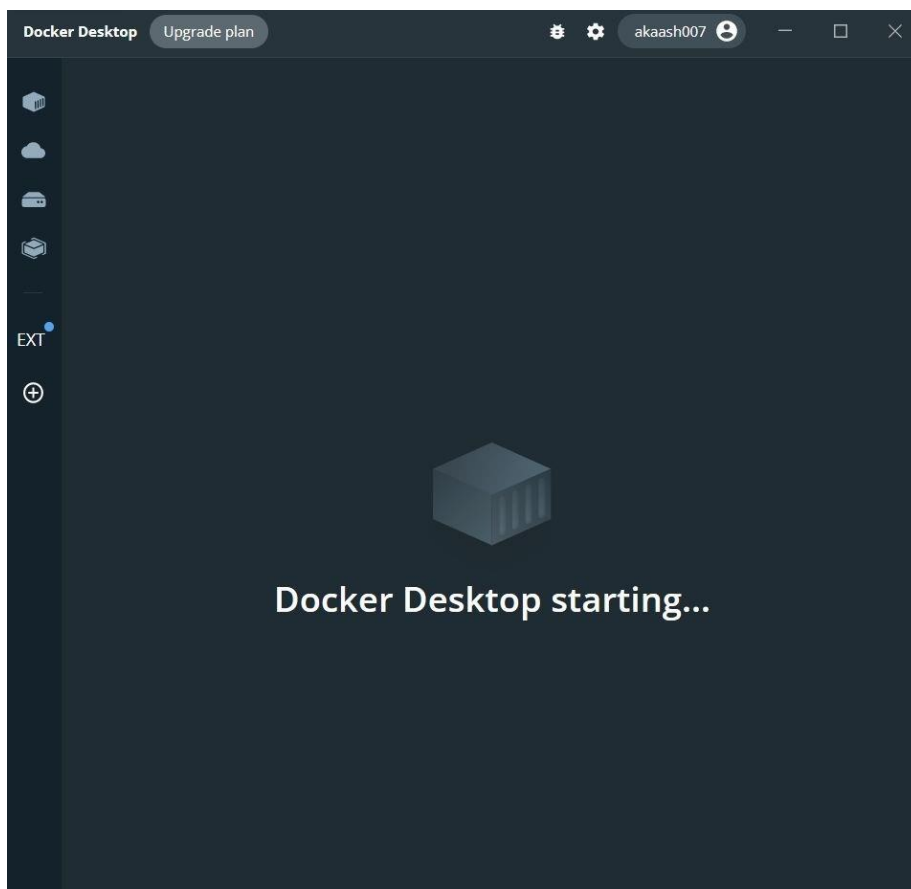 Docker Desktop Upgrade plan akaash007
EXT
Docker Desktop starting...